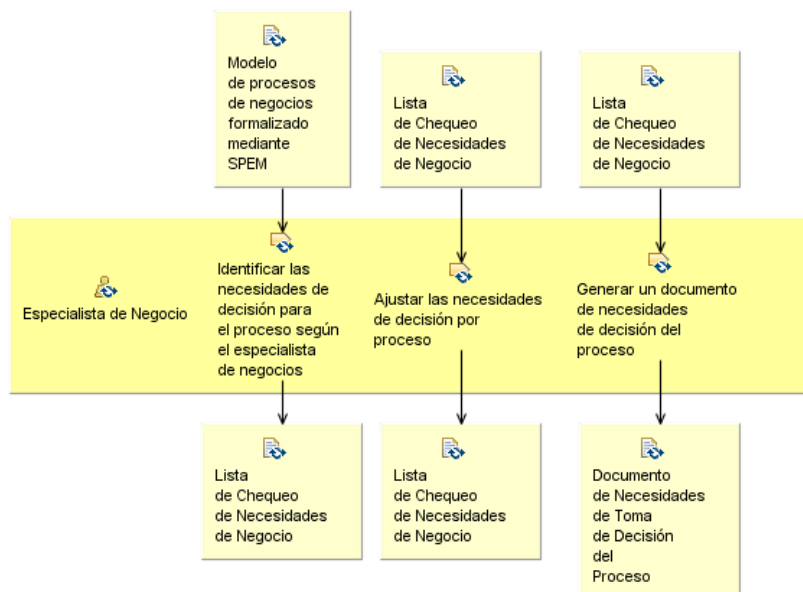 Modelo
de procesos
de negocios
formalizado
mediante
SPEM
Lista
de Chequeo
de Necesidades
de Negocio
Lista
de Chequeo
de Necesidades
de Negocio
Especialista de Negocio
Identificar las
necesidades de
decisión para
el proceso según
el especialista
de negocios
Ajustar las necesidades
de decisión por
proceso
Generar un documento
de necesidades
de decisión del
proceso
Lista
de Chequeo
de Necesidades
de Negocio
Lista
de Chequeo
de Necesidades
de Negocio
Documento
de Necesidades
de Toma
de Decisión
del
Proceso